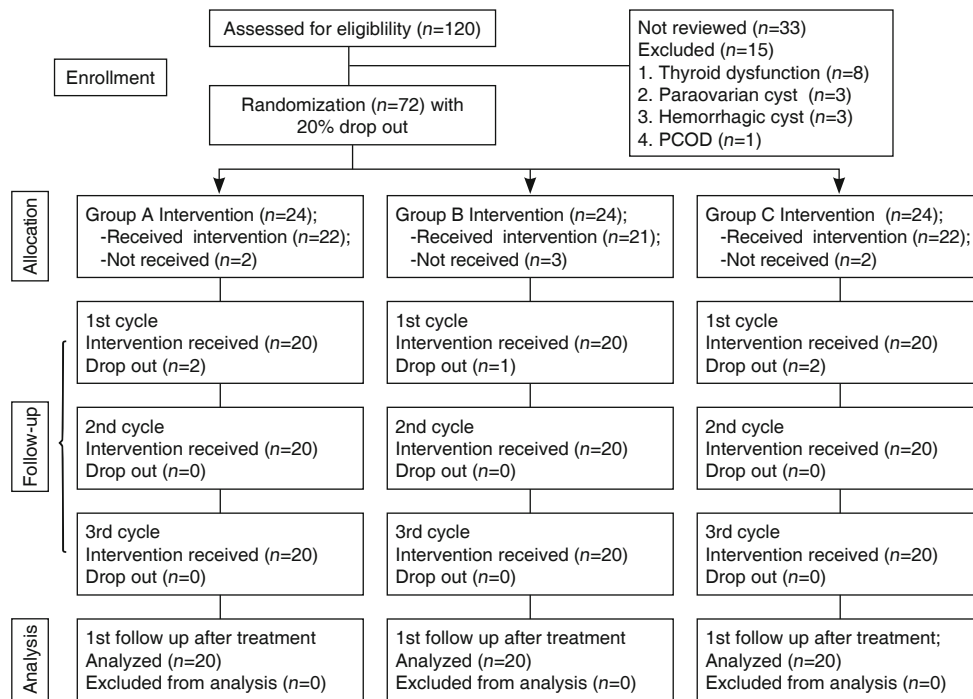 Assessed for eligiblility (n=120)
Not reviewed (n=33)
Excluded (n=15)
1. Thyroid dysfunction (n=8)
2. Paraovarian cyst (n=3)
3. Hemorrhagic cyst (n=3)
4. PCOD (n=1)
Enrollment
Randomization (n=72) with
20% drop out
Allocation
Group A Intervention (n=24);
-Received intervention (n=22);
-Not received (n=2)
Group B Intervention (n=24);
-Received intervention (n=21);
-Not received (n=3)
Group C Intervention (n=24);
-Received intervention (n=22);
-Not received (n=2)
Follow-up
1st cycle
Intervention received (n=20)
Drop out (n=2)
1st cycle
Intervention received (n=20)
Drop out (n=1)
1st cycle
Intervention received (n=20)
Drop out (n=2)
2nd cycle
Intervention received (n=20)
Drop out (n=0)
2nd cycle
Intervention received (n=20)
Drop out (n=0)
2nd cycle
Intervention received (n=20)
Drop out (n=0)
3rd cycle
Intervention received (n=20)
Drop out (n=0)
3rd cycle
Intervention received (n=20)
Drop out (n=0)
3rd cycle
Intervention received (n=20)
Drop out (n=0)
Analysis
1st follow up after treatment
Analyzed (n=20)
Excluded from analysis (n=0)
1st follow up after treatment
Analyzed (n=20)
Excluded from analysis (n=0)
1st follow up after treatment;
Analyzed (n=20)
Excluded from analysis (n=0)